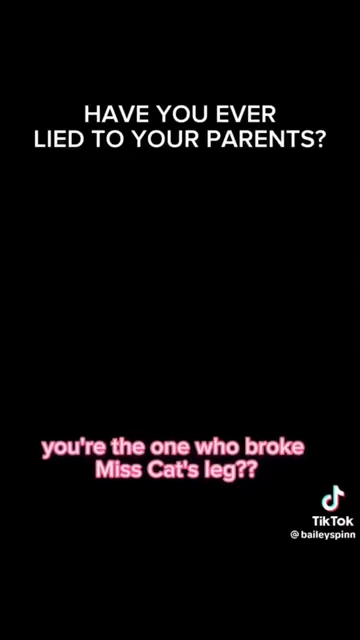 HAVE YOU EVER
LIED TO YOUR PARENTS?
you're the one who broke
Miss Cat's leg??
TikTok
@baileyspinn